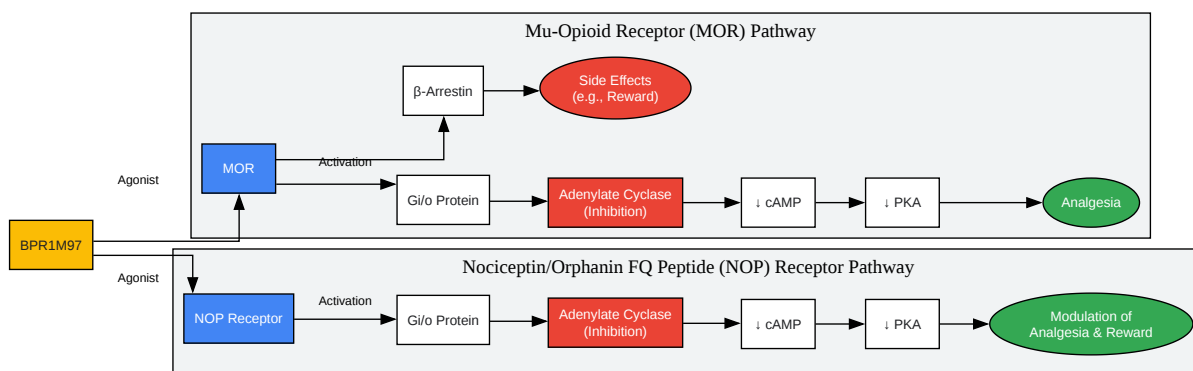 Mu-Opioid Receptor (MOR) Pathway
β-Arrestin
Side Effects
(e.g., Reward)
MOR
Activation
Agonist
Gi/o Protein
Adenylate Cyclase
(Inhibition)
↓ cAMP
↓ PKA
Analgesia
BPR1M97
Nociceptin/Orphanin FQ Peptide (NOP) Receptor Pathway
Agonist
NOP Receptor
Activation
Gi/o Protein
Adenylate Cyclase
(Inhibition)
↓ cAMP
↓ PKA
Modulation of
Analgesia & Reward